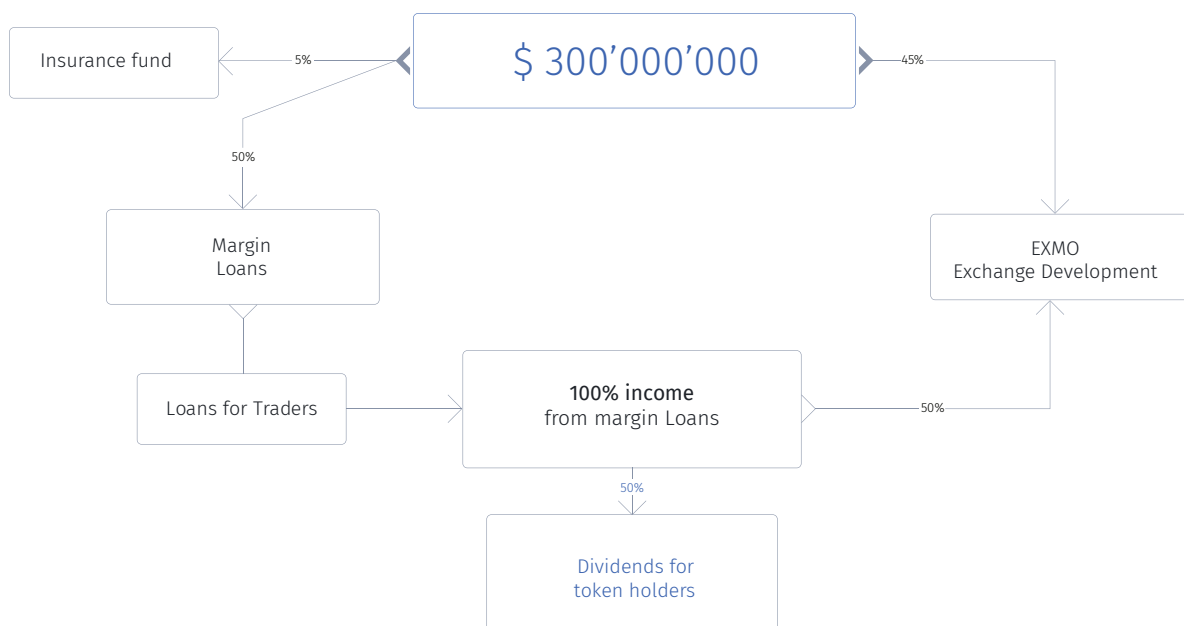 $ 300’000’000
Insurance fund
5%
45%
50%
Margin
Loans
EXMO
Exchange Development
Loans for Traders
100% income
from margin Loans
50%
50%
Dividends for
token holders